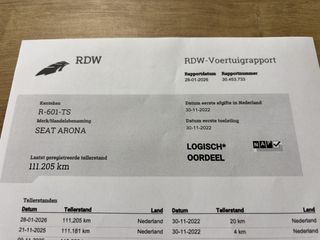 RDW
RDW-Voertuigrapport
Rapportdatum Rapportnummer
28-01-2026 30.453.733
Kenteken
R-601-TS
Merk/Handelsbenaming
SEAT ARONA
Laatst geregistreerde tellerstand
111.205 km
Datum eerste afgifte in Nederland
30-11-2022
Datum eerste toelating
30-11-2022
LOGISCH*
OORDEEL
NAP
Tellerstanden
Datum Tellerstand Land Datum Tellerstand Land
28-01-2026 111.205 km Nederland 30-11-2022 20 km Nederland
21-11-2025 111.181 km Nederland 30-11-2022 4 km Nederland
Nederland